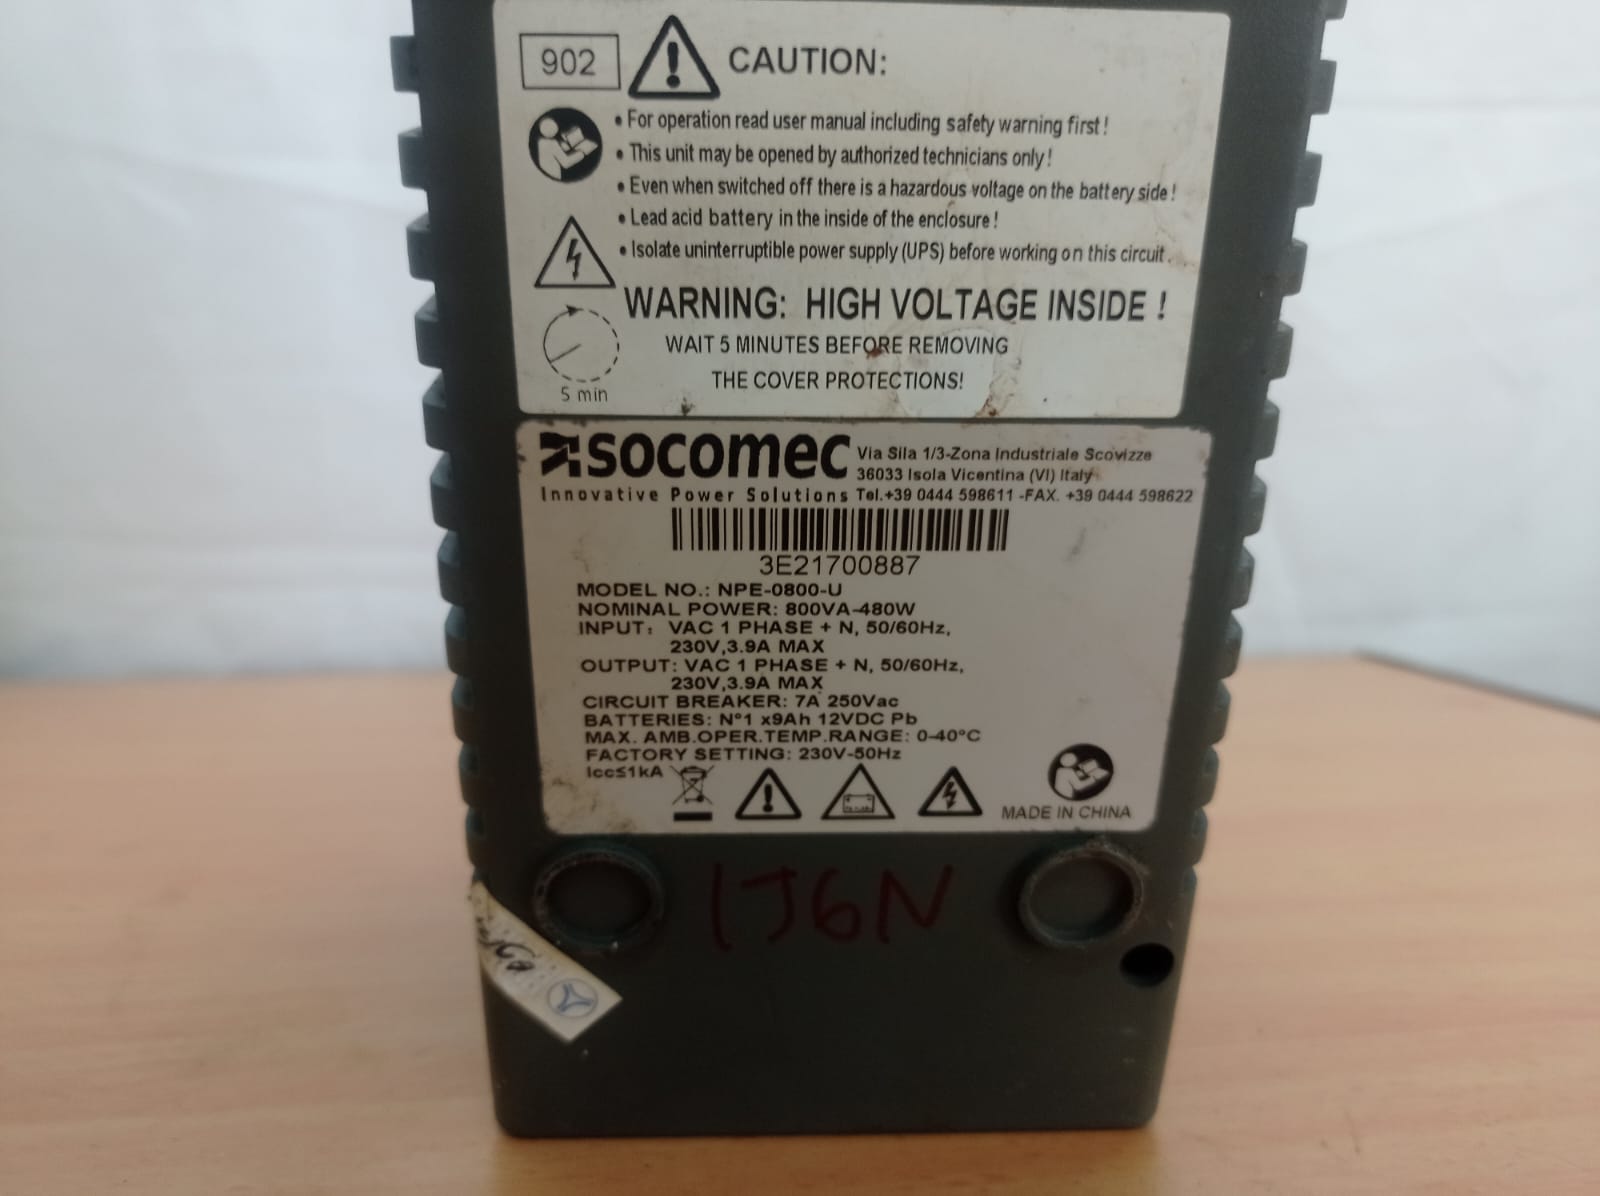 902
CAUTION:
• For operation read user manual including safety warning first !
• This unit may be opened by authorized technicians only !
• Even when switched off there is a hazardous voltage on the battery side !
• Lead acid battery in the inside of the enclosure !
• Isolate uninterruptible power supply (UPS) before working on this circuit .
WARNING: HIGH VOLTAGE INSIDE !
WAIT 5 MINUTES BEFORE REMOVING
THE COVER PROTECTIONS!
5 min
socomec
Innovative Power Solutions
Via Sila 1/3-Zona Industriale Scovizze
36033 Isola Vicentina (VI) Italy
Tel.+39 0444 598611 -FAX. +39 0444 598622
3E21700887
MODEL NO.: NPE-0800-U
NOMINAL POWER: 800VA-480W
INPUT: VAC 1 PHASE + N, 50/60Hz,
230V,3.9A MAX
OUTPUT: VAC 1 PHASE + N, 50/60Hz,
230V,3.9A MAX
CIRCUIT BREAKER: 7A 250Vac
BATTERIES: N°1 x9Ah 12VDC Pb
MAX. AMB.OPER.TEMP.RANGE: 0-40°C
FACTORY SETTING: 230V-50Hz
Icc≤1kA
MADE IN CHINA
1J6N